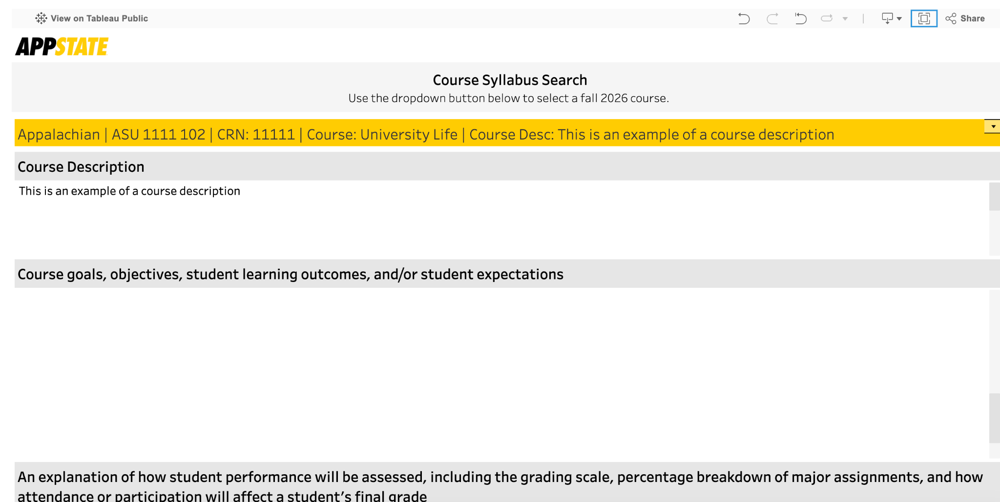 View on Tableau Public
Share
APPSTATE
Course Syllabus Search
Use the dropdown button below to select a fall 2026 course.
Appalachian | ASU 1111 102 | CRN: 11111 | Course: University Life | Course Desc: This is an example of a course description
Course Description
This is an example of a course description
Course goals, objectives, student learning outcomes, and/or student expectations
An explanation of how student performance will be assessed, including the grading scale, percentage breakdown of major assignments, and how
attendance or participation will affect a student’s final grade